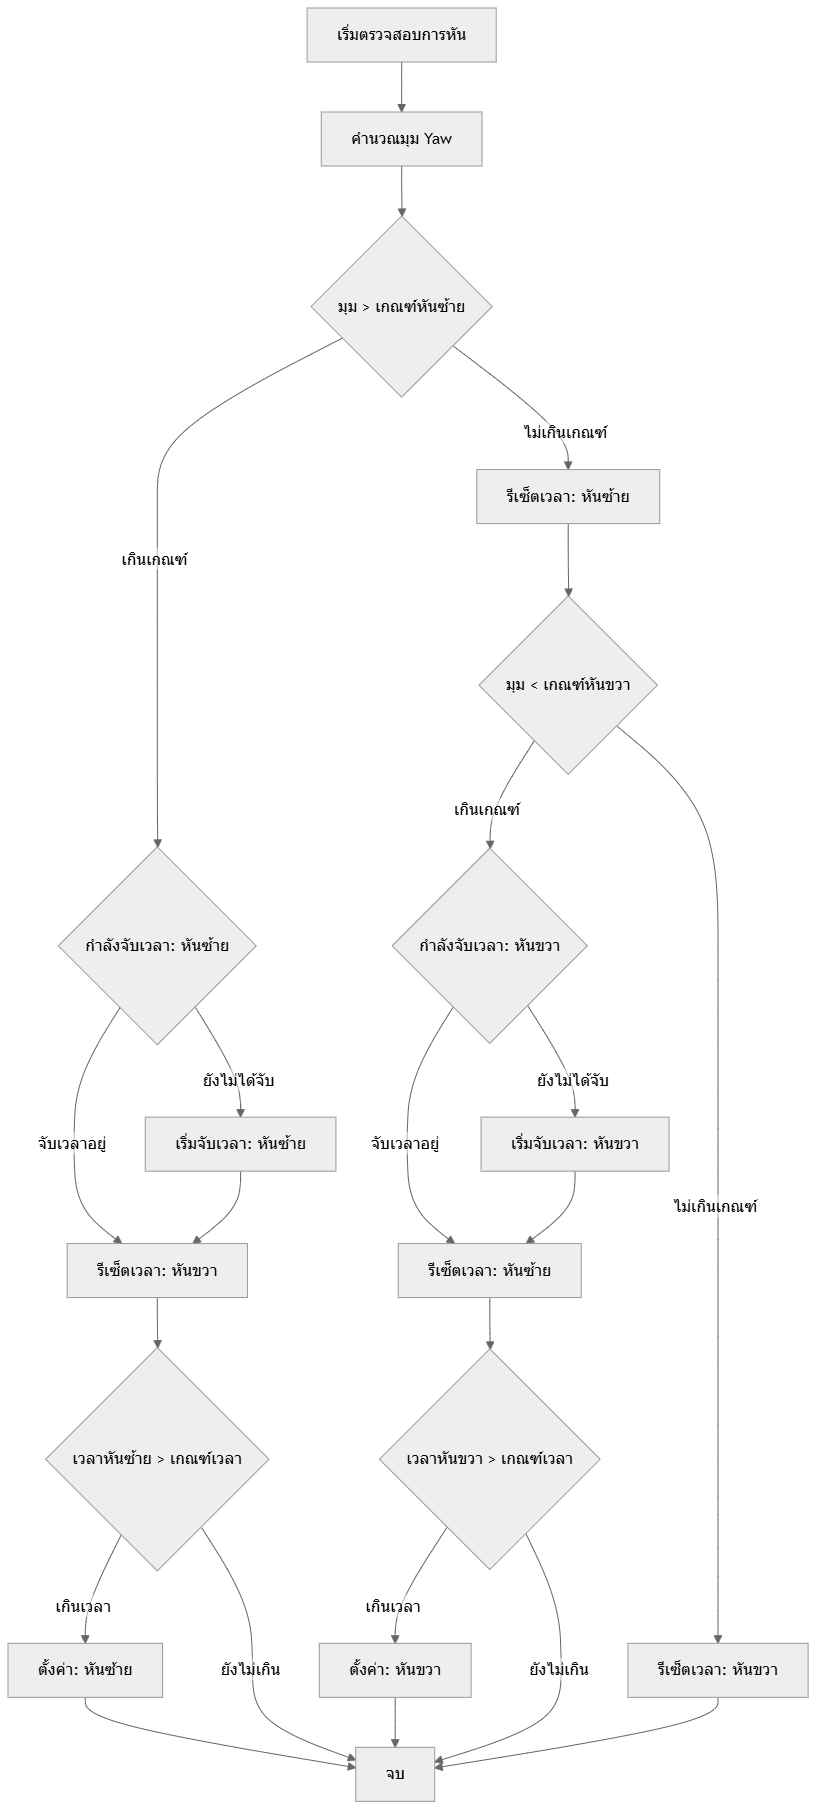 เริ่มตรวจสอบการหัน
คำนวณมุม Yaw
มุม > เกณฑ์หันซ้าย
ไม่เกินเกณฑ์
รีเซ็ตเวลา: หันซ้าย
เกินเกณฑ์
มุม < เกณฑ์หันขวา
เกินเกณฑ์
กำลังจับเวลา: หันซ้าย
กำลังจับเวลา: หันขวา
ยังไม่ได้จับ
ยังไม่ได้จับ
จับเวลาอยู่
เริ่มจับเวลา: หันซ้าย
จับเวลาอยู่
เริ่มจับเวลา: หันขวา
ไม่เกินเกณฑ์
รีเซ็ตเวลา: หันขวา
รีเซ็ตเวลา: หันซ้าย
เวลาหันซ้าย > เกณฑ์เวลา
เวลาหันขวา > เกณฑ์เวลา
เกินเวลา
เกินเวลา
ตั้งค่า: หันซ้าย
ยังไม่เกิน
ตั้งค่า: หันขวา
ยังไม่เกิน
รีเซ็ตเวลา: หันขวา
จบ